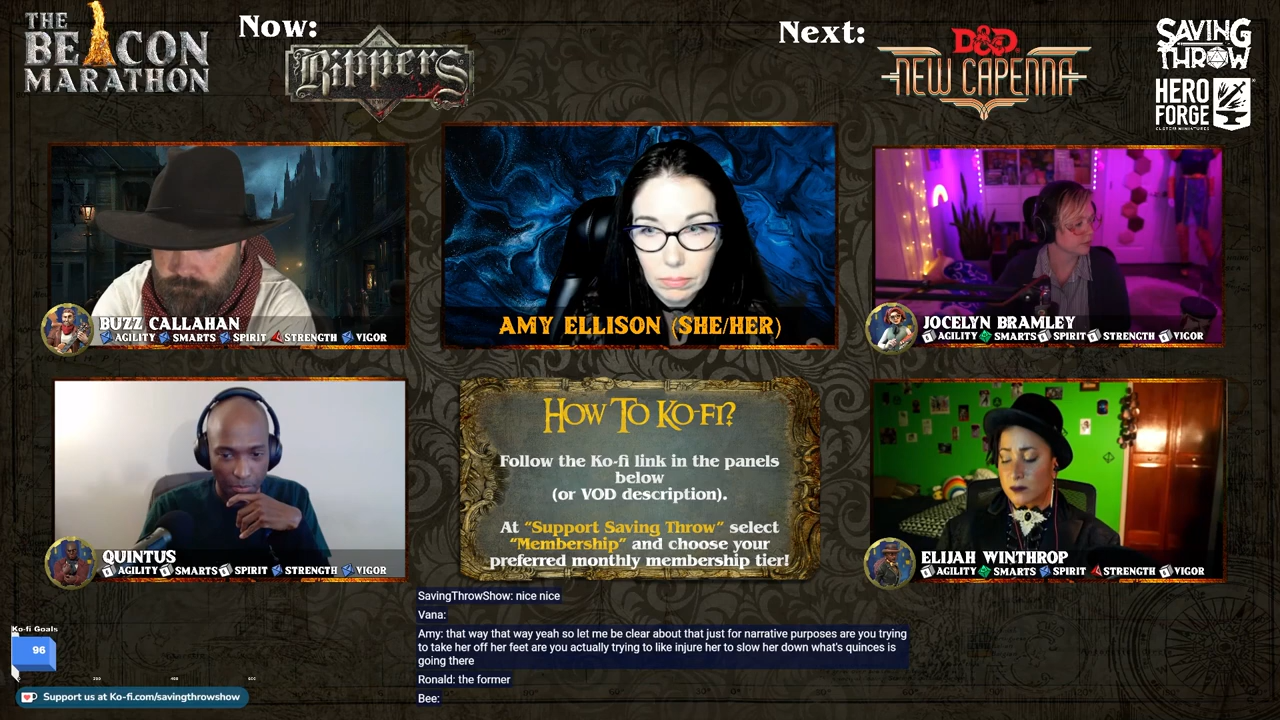 THE
BEACON
MARATHON
Now:
Rippers
Next:
D&D
NEW CAPENNA
SAVING
THROW
HERO
FORGE
CUSTOM MINIATURES
BUZZ CALLAHAN
AGILITY SMARTS SPIRIT STRENGTH VIGOR
AMY ELLISON (SHE/HER)
JOCELYN BRAMLEY
AGILITY SMARTS SPIRIT STRENGTH VIGOR
QUINTUS
AGILITY SMARTS SPIRIT STRENGTH VIGOR
HOW TO KO-FI?
Follow the Ko-fi link in the panels
below
(or VOD description).
At “Support Saving Throw” select
“Membership” and choose your
preferred monthly membership tier!
ELIJAH WINTHROP
AGILITY SMARTS SPIRIT STRENGTH VIGOR
SavingThrowShow: nice nice
Vana:
Amy: that way that way yeah so let me be clear about that just for narrative purposes are you trying
to take her off her feet are you actually trying to like injure her to slow her down what's quinces is
going there
Ronald: the former
Bee:
Ko-fi Goals
96
Support us at Ko-fi.com/savingthrowshow